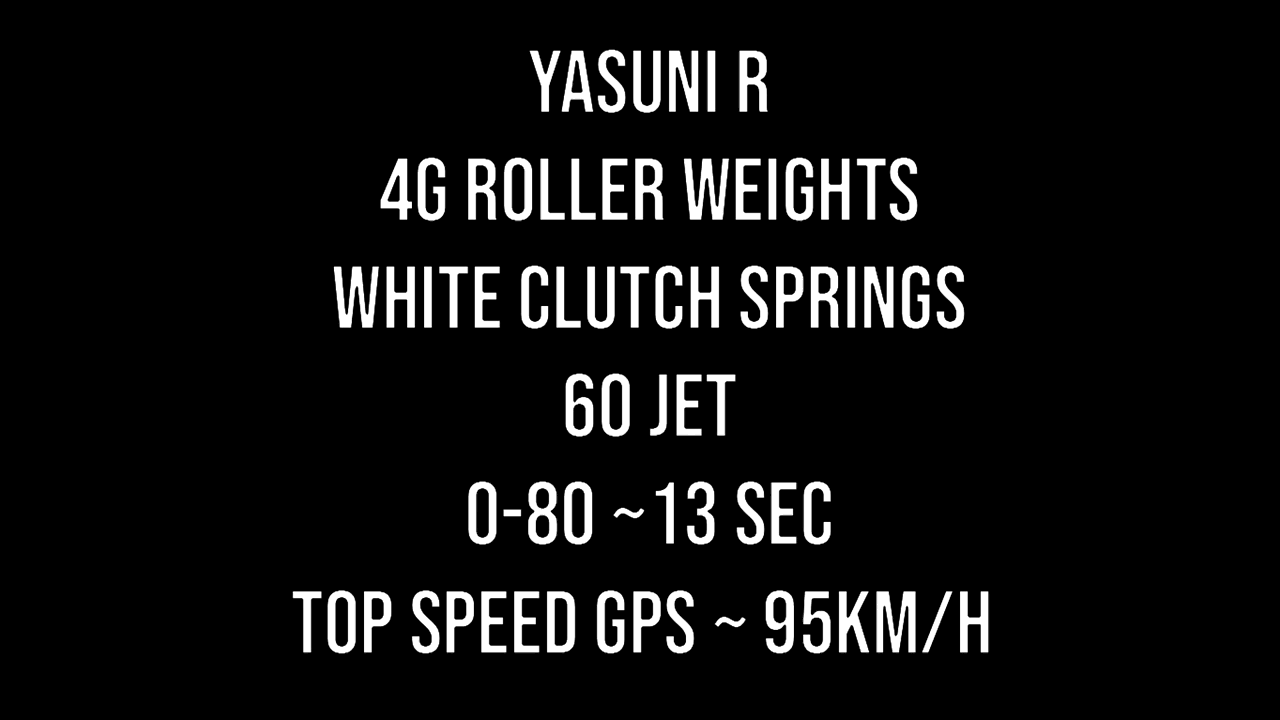 YASUNI R
4G ROLLER WEIGHTS
WHITE CLUTCH SPRINGS
60 JET
0-80 ~13 SEC
TOP SPEED GPS ~ 95KM/H